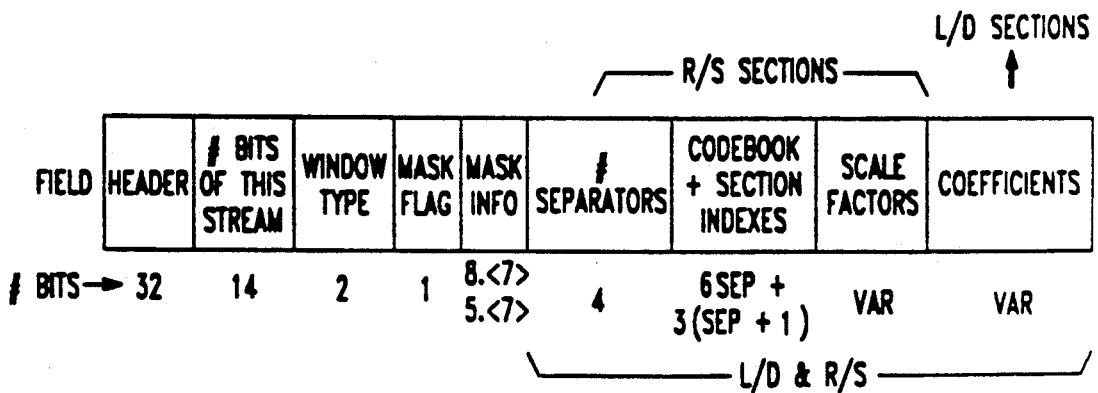 L/D SECTIONS
R/S SECTIONS
FIELD
HEADER
# BITS
OF THIS
STREAM
WINDOW
TYPE
MASK
FLAG
MASK
INFO
#
SEPARATORS
CODEBOOK
+ SECTION
INDEXES
SCALE
FACTORS
COEFFICIENTS
# BITS→ 32
14
2
1
8.<7>
5.<7>
4
6SEP +
3(SEP + 1)
VAR
VAR
L/D & R/S